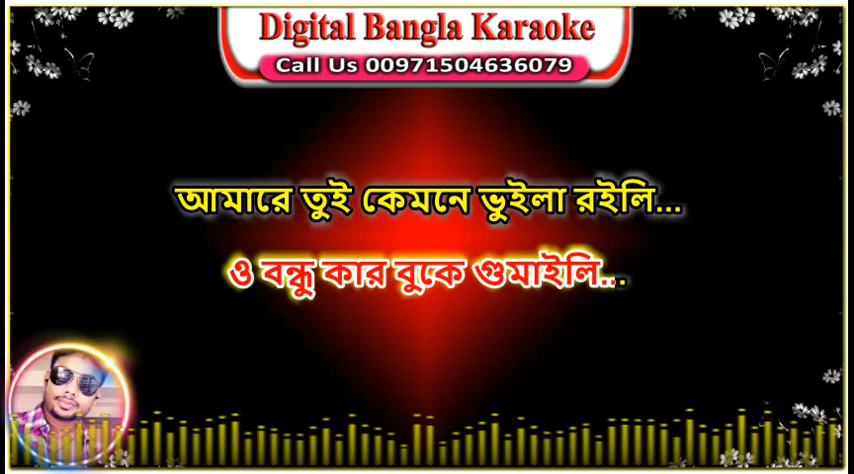 Digital Bangla Karaoke
Call Us 00971504636079
আমারে তুই কেমনে ভুইলা রইলি...
ও বন্ধু কার বুকে গুমাইলি...